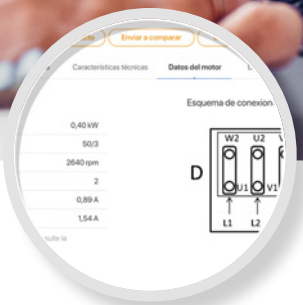 Enviar a comparar
Características técnicas
Datos del motor
Esquema de conexion
0,40 kW
50/3
2640 rpm
2
0,89 A
1,54 A
W2 U2
D
U1 V1
L1 L2